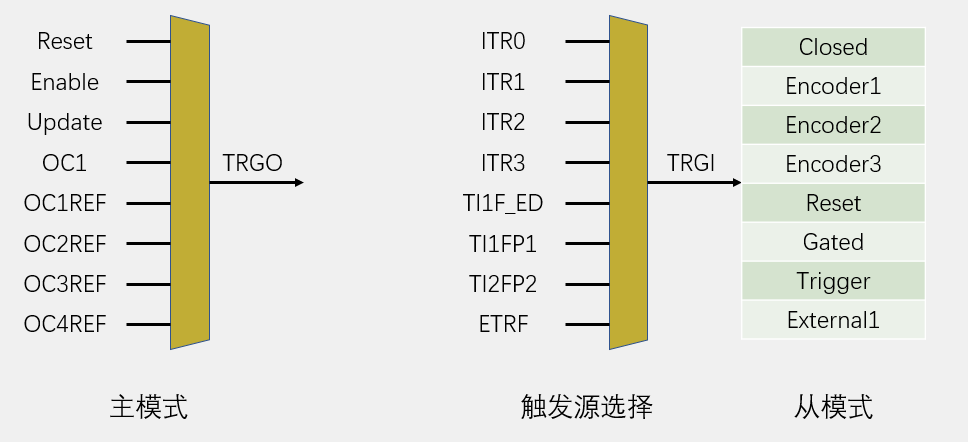 Reset
Enable
Update
OC1
OC1REF
OC2REF
OC3REF
OC4REF
TRGO
主模式
ITR0
ITR1
ITR2
ITR3
TI1F_ED
TI1FP1
TI2FP2
ETRF
TRGI
触发源选择
Closed
Encoder1
Encoder2
Encoder3
Reset
Gated
Trigger
External1
从模式